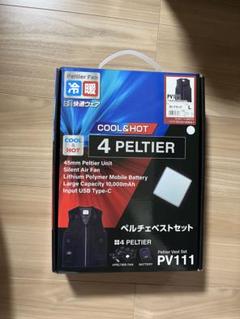 Peltier Fan
冷暖
快適ウェア
PV111
L
COOL&HOT
COOL & HOT
4 PELTIER
45mm Peltier Unit
Silent Air Fan
Lithium Polymer Mobile Battery
Large Capacity 10,000mAh
Input USB Type-C
ペルチェベストセット
4 PELTIER
Peltier Vest Set
PV111
BATTERY